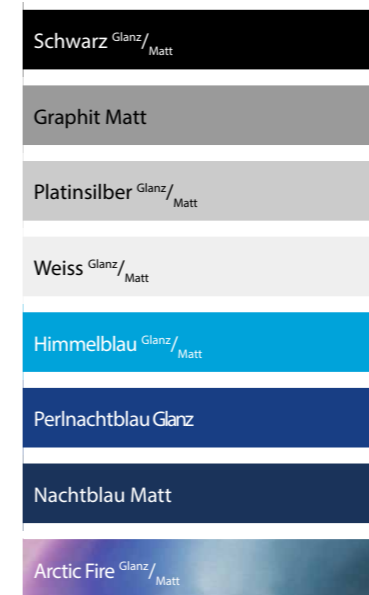 Schwarz Glanz/Matt
Graphit Matt
Platinsilber Glanz/Matt
Weiss Glanz/Matt
Himmelblau Glanz/Matt
Perlnachtblau Glanz
Nachtblau Matt
Arctic Fire Glanz/Matt